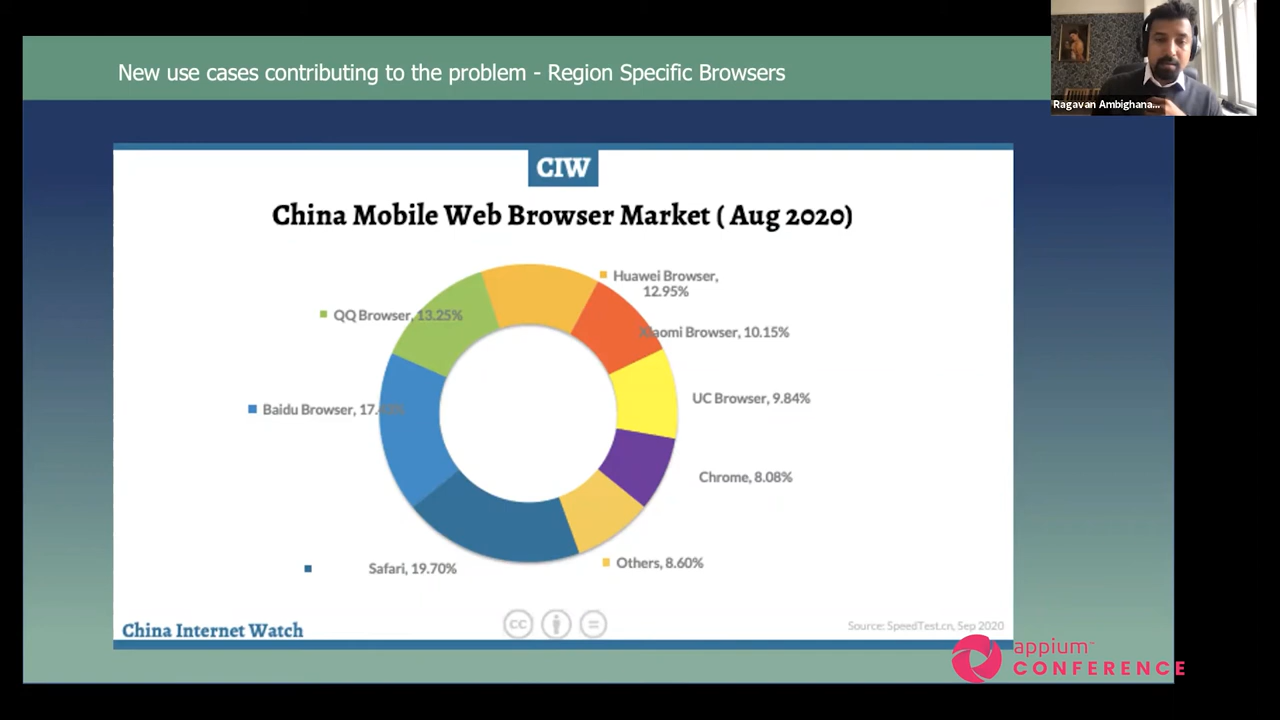 New use cases contributing to the problem - Region Specific Browsers
Ragavan Ambighana...
CIW
China Mobile Web Browser Market ( Aug 2020)
Huawei Browser,
12.95%
QQ Browser, 13.25%
Xiaomi Browser, 10.15%
UC Browser, 9.84%
Baidu Browser, 17.
Chrome, 8.08%
Others, 8.60%
Safari, 19.70%
cc
China Internet Watch
Source: SpeedTest.cn, Sep 2020
appium™
CONFERENCE